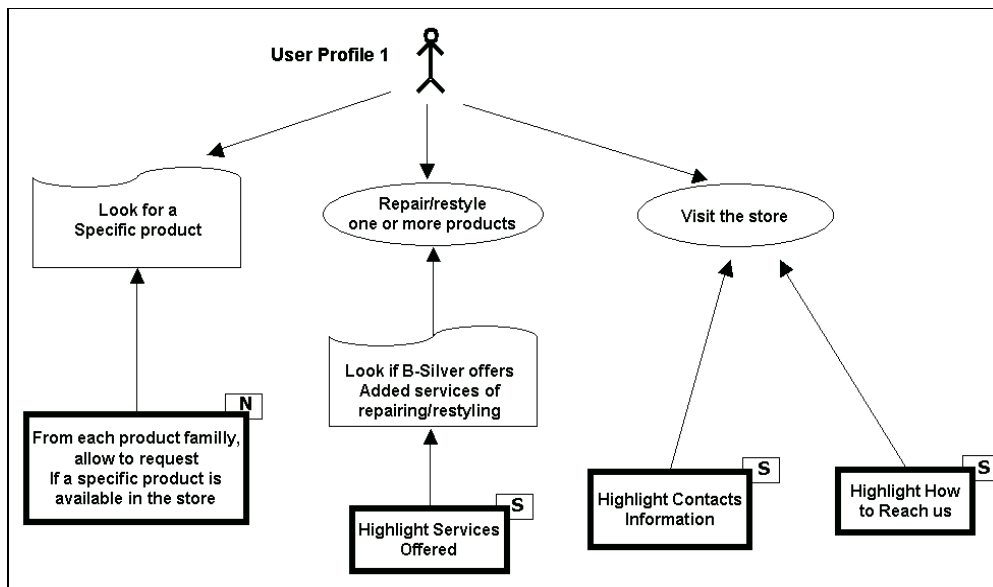 User Profile 1
Look for a
Specific product
Repair/restyle
one or more products
Visit the store
Look if B-Silver offers
Added services of
repairing/restyling
N
From each product familly,
allow to request
If a specific product is
available in the store
S
Highlight Services
Offered
S
Highlight Contacts
Information
S
Highlight How
to Reach us